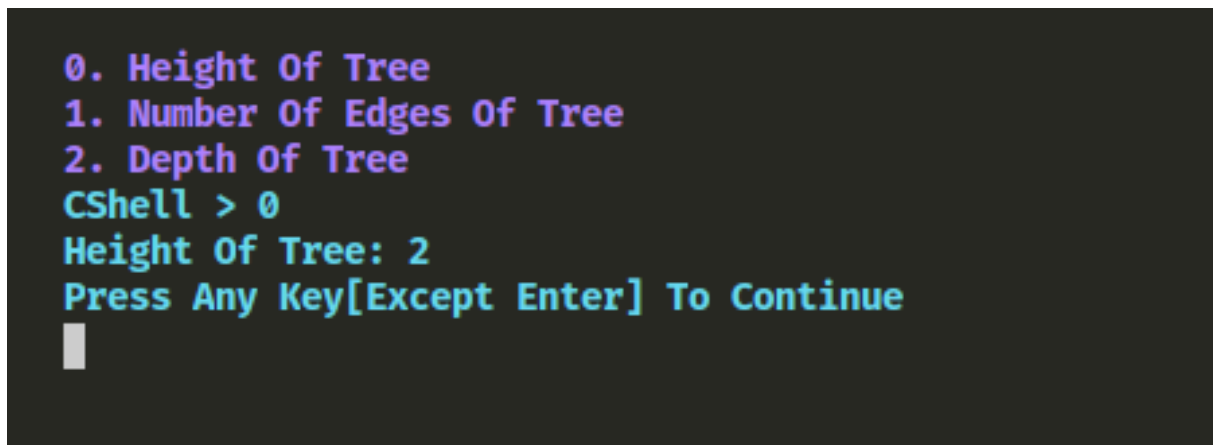 0. Height Of Tree
1. Number Of Edges Of Tree
2. Depth Of Tree
CShell > 0
Height Of Tree: 2
Press Any Key[Except Enter] To Continue